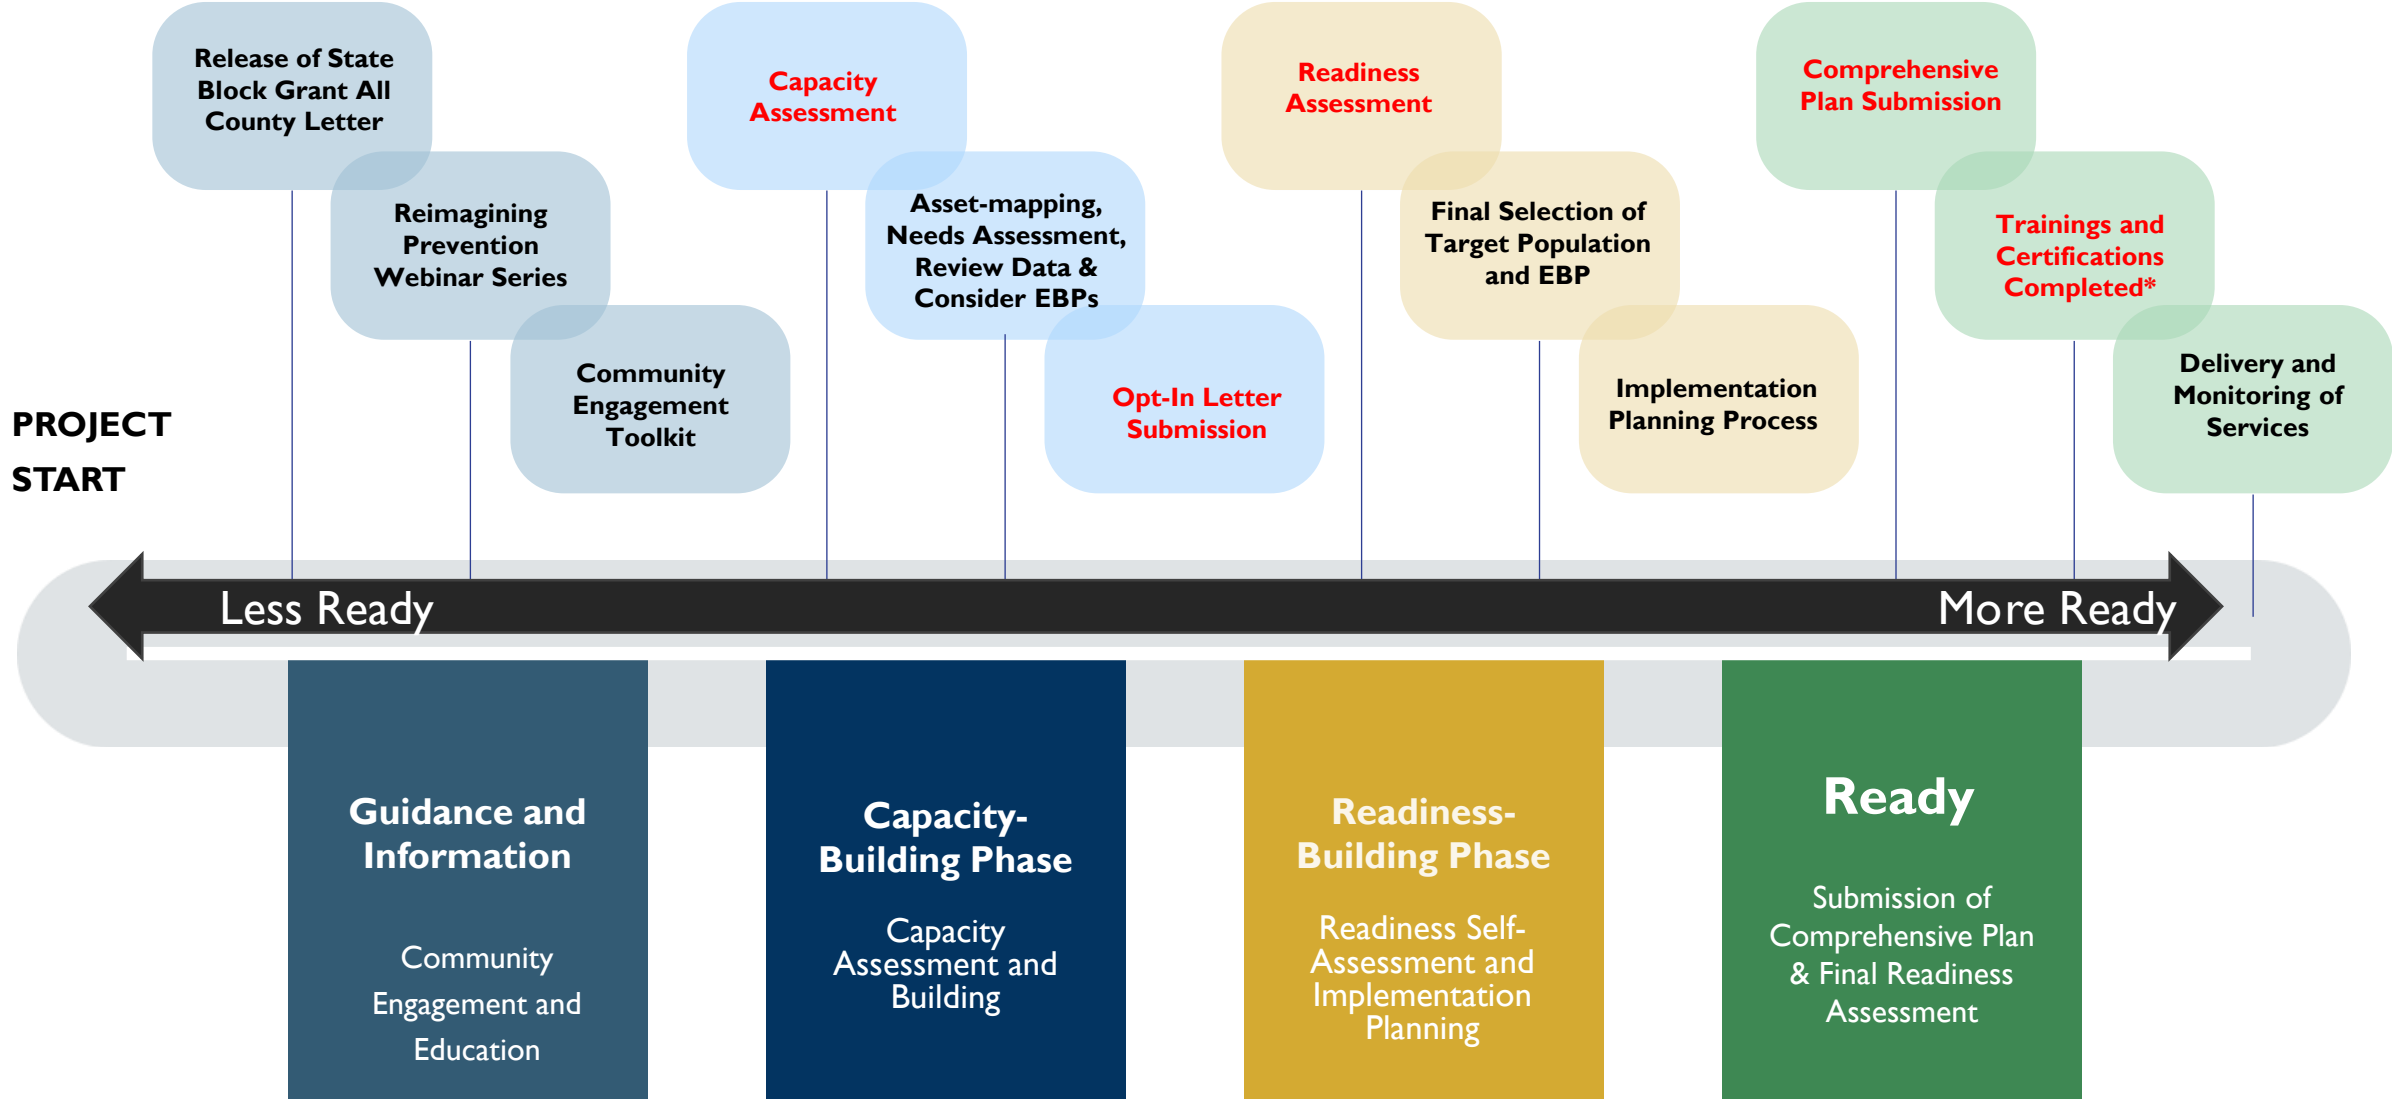 Release of State
Block Grant All
County Letter
Reimagining
Prevention
Webinar Series
Community
Engagement
Toolkit
Capacity
Assessment
Asset-mapping,
Needs Assessment,
Review Data &
Consider EBPs
Opt-In Letter
Submission
Readiness
Assessment
Final Selection of
Target Population
and EBP
Implementation
Planning Process
Comprehensive
Plan Submission
Trainings and
Certifications
Completed*
Delivery and
Monitoring of
Services
PROJECT
START
Less Ready
More Ready
Guidance and
Information
Community
Engagement and
Education
Capacity-
Building Phase
Capacity
Assessment and
Building
Readiness-
Building Phase
Readiness Self-
Assessment and
Implementation
Planning
Ready
Submission of
Comprehensive Plan
& Final Readiness
Assessment